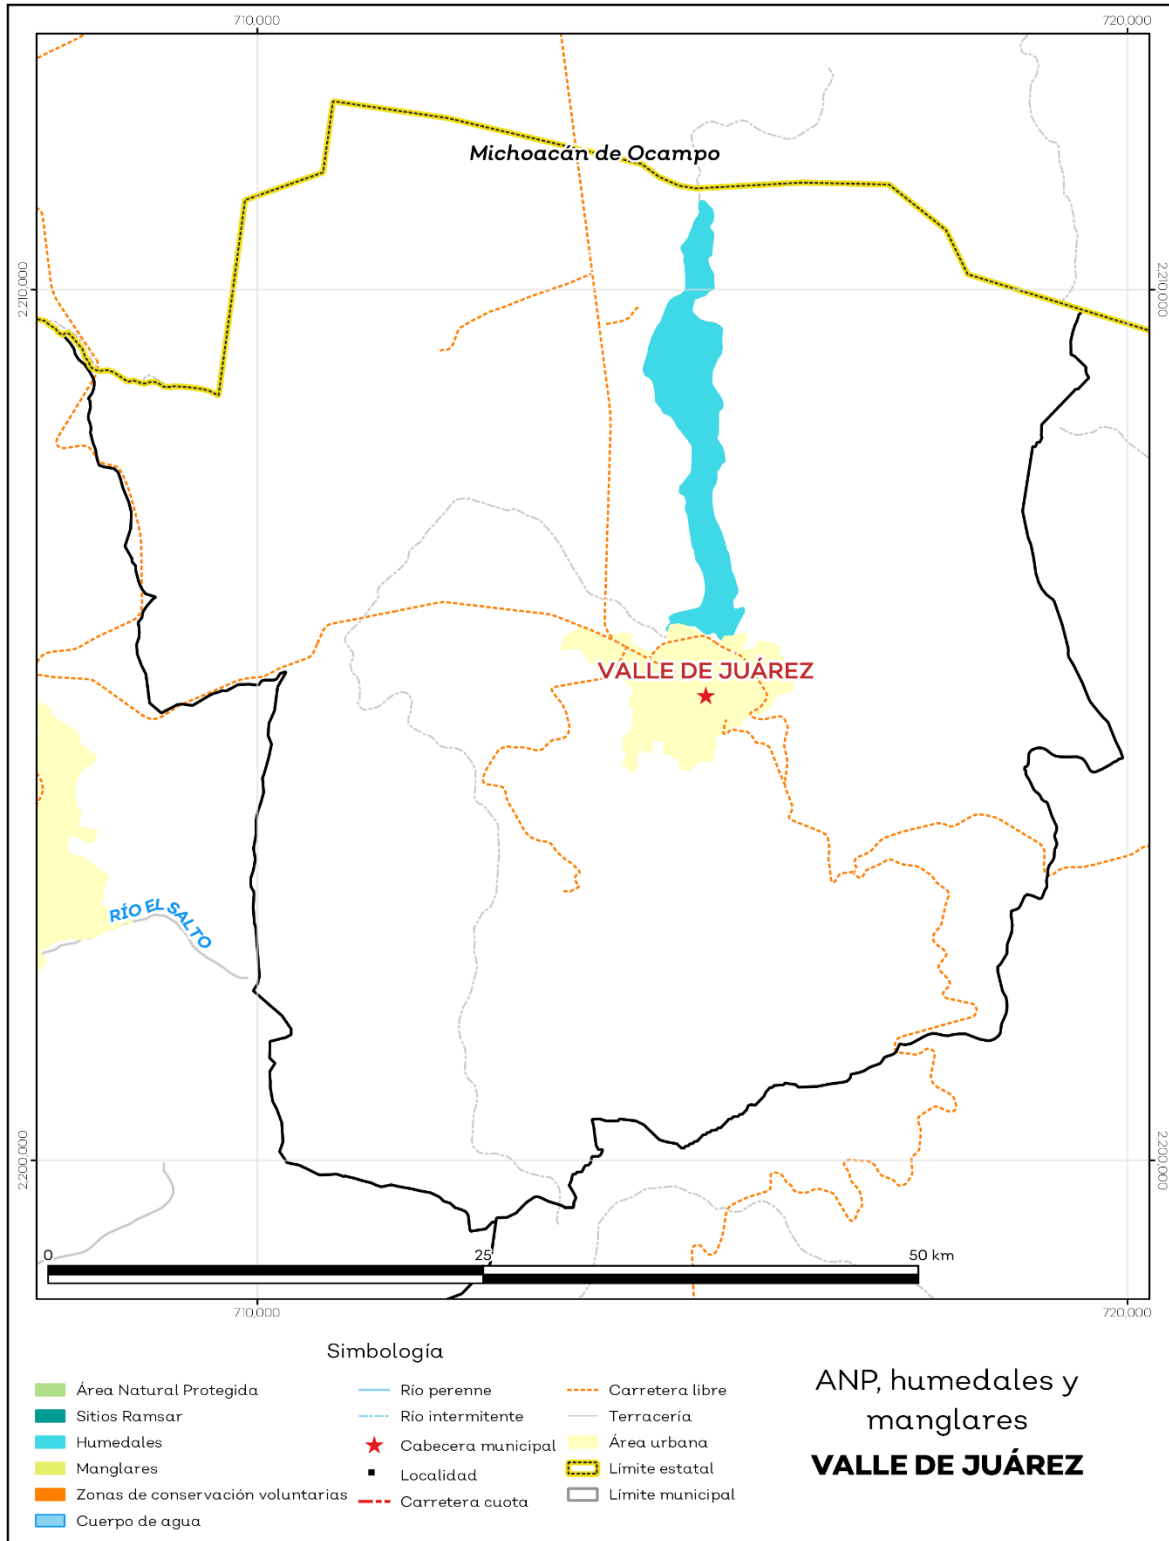 710,000
720,000
Michoacán de Ocampo
2,210,000
2,210,000
VALLE DE JUÁREZ
RÍO EL SALTO
2,200,000
2,200,000
0
25
50 km
710,000
720,000
Simbología
Área Natural Protegida
Sitios Ramsar
Humedales
Manglares
Zonas de conservación voluntarias
Cuerpo de agua
Río perenne
Río intermitente
Cabecera municipal
Localidad
Carretera cuota
Carretera libre
Terracería
Área urbana
Límite estatal
Límite municipal
ANP, humedales y
manglares
VALLE DE JUÁREZ